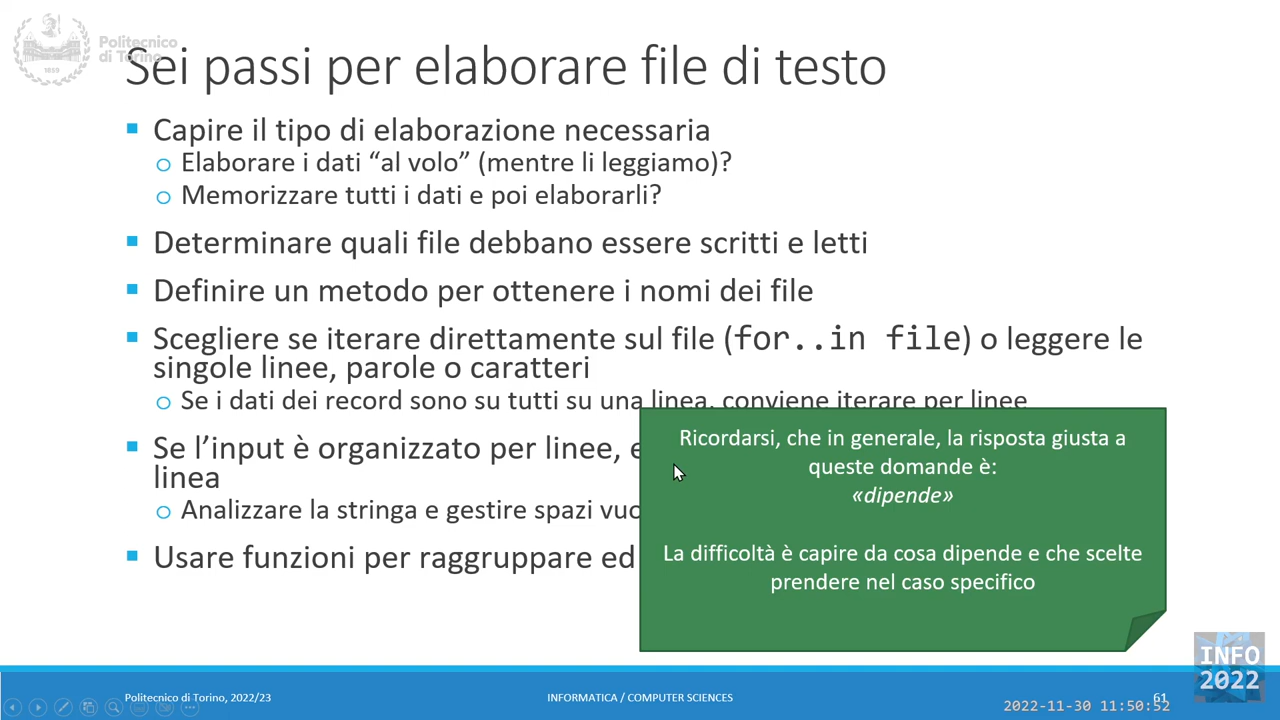 Politecnico
di Torino
1859
Sei passi per elaborare file di testo
Capire il tipo di elaborazione necessaria
Elaborare i dati “al volo” (mentre li leggiamo)?
Memorizzare tutti i dati e poi elaborarli?
Determinare quali file debbano essere scritti e letti
Definire un metodo per ottenere i nomi dei file
Scegliere se iterare direttamente sul file (for..in file) o leggere le
singole linee, parole o caratteri
Se i dati dei record sono su tutti su una linea, conviene iterare per linee
Se l’input è organizzato per linee, e
linea
Analizzare la stringa e gestire spazi vuo
Usare funzioni per raggruppare ed
Ricordarsi, che in generale, la risposta giusta a
queste domande è:
«dipende»
La difficoltà è capire da cosa dipende e che scelte
prendere nel caso specifico
INFO
2022
Politecnico di Torino, 2022/23
INFORMATICA / COMPUTER SCIENCES
61
2022-11-30 11:50:52